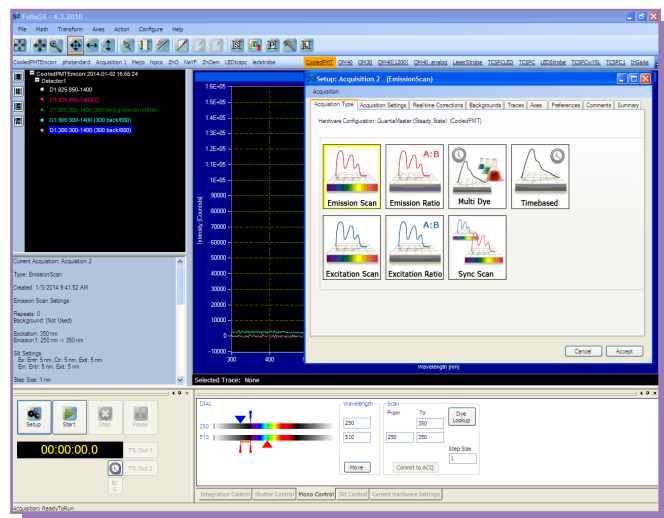 FeliXGX - 4.3.2010
File Math Transform Axes Action Configure Help
CooledPMTEmcorr phstandard Acquisition 1 Merjo hipco ZnO NaYP ZnOem LEDtcspc ledstrobe
CooledPMT QM40 QM30 QM40(1200) QM40_analog LaserStrobe TCSPCLED TCSPC LEDStrobe TCSPCwYSL TCSPC1 InGaAs
CooledPMTEmcorr 2014-01-02 16:55:24
Detector1
D1 825:850-1400
D1 825:850-1400(2)
D1 300:300-1400 (300 background/nofilter)
D1 300:300-1400 (300 back/650)
D1 300:300-1400 (300 back/850)
1.6E+05
1.5E+05
1.4E+05
1.3E+05
1.2E+05
1.1E+05
1E+05
90000
80000
70000
60000
50000
40000
30000
20000
10000
0
-10000
300 400
Intensity [Counts/s]
Wavelength [nm]
Selected Trace: None
Setup: Acquisition 2 (EmissionScan)
Acquisition
Acquisition Type Acquisition Settings Real-time Corrections Backgrounds Traces Axes Preferences Comments Summary
Hardware Configuration: QuantaMaster (Steady State) (CooledPMT)
A:B
Emission Scan Emission Ratio Multi Dye Timebased
A:B
Excitation Scan Excitation Ratio Sync Scan
Cancel Accept
Current Acquisition: Acquisition 2
Type: EmissionScan
Created: 1/3/2014 9:41:52 AM
Emission Scan Settings
Repeats: 0
Background: (Not Used)
Excitation: 350 nm
Emission1: 250 nm -> 350 nm
Slit Settings
Ex: Entr: 5 nm, Ctr: 5 nm, Exit: 5 nm
Em: Entr: 5 nm, Exit: 5 nm
Step Size: 1 nm
Setup Start Stop Pause
00:00:00.0
TTL Out 1
TTL Out 2
B/
G
DIAL
250
510
Wavelength
250
510
Move
Scan
From To
350
250 350
Dye
Lookup
Step Size
1
Commit to ACQ
Integration Control Shutter Control Mono Control Slit Control Current Hardware Settings
Acquisition: ReadyToRun